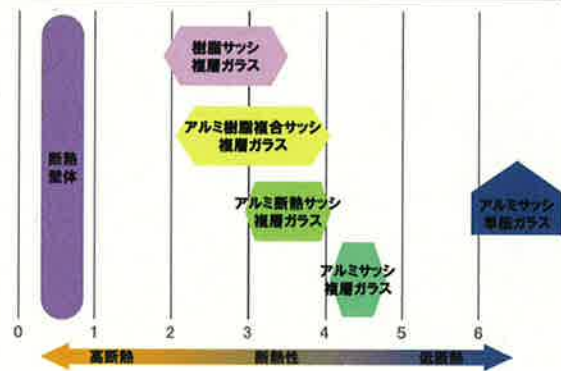 樹脂サッシ
複層ガラス
アルミ樹脂複合サッシ
複層ガラス
断熱
壁体
アルミ断熱サッシ
複層ガラス
アルミサッシ
単板ガラス
アルミサッシ
複層ガラス
0 1 2 3 4 5 6
高断熱 断熱性 低断熱